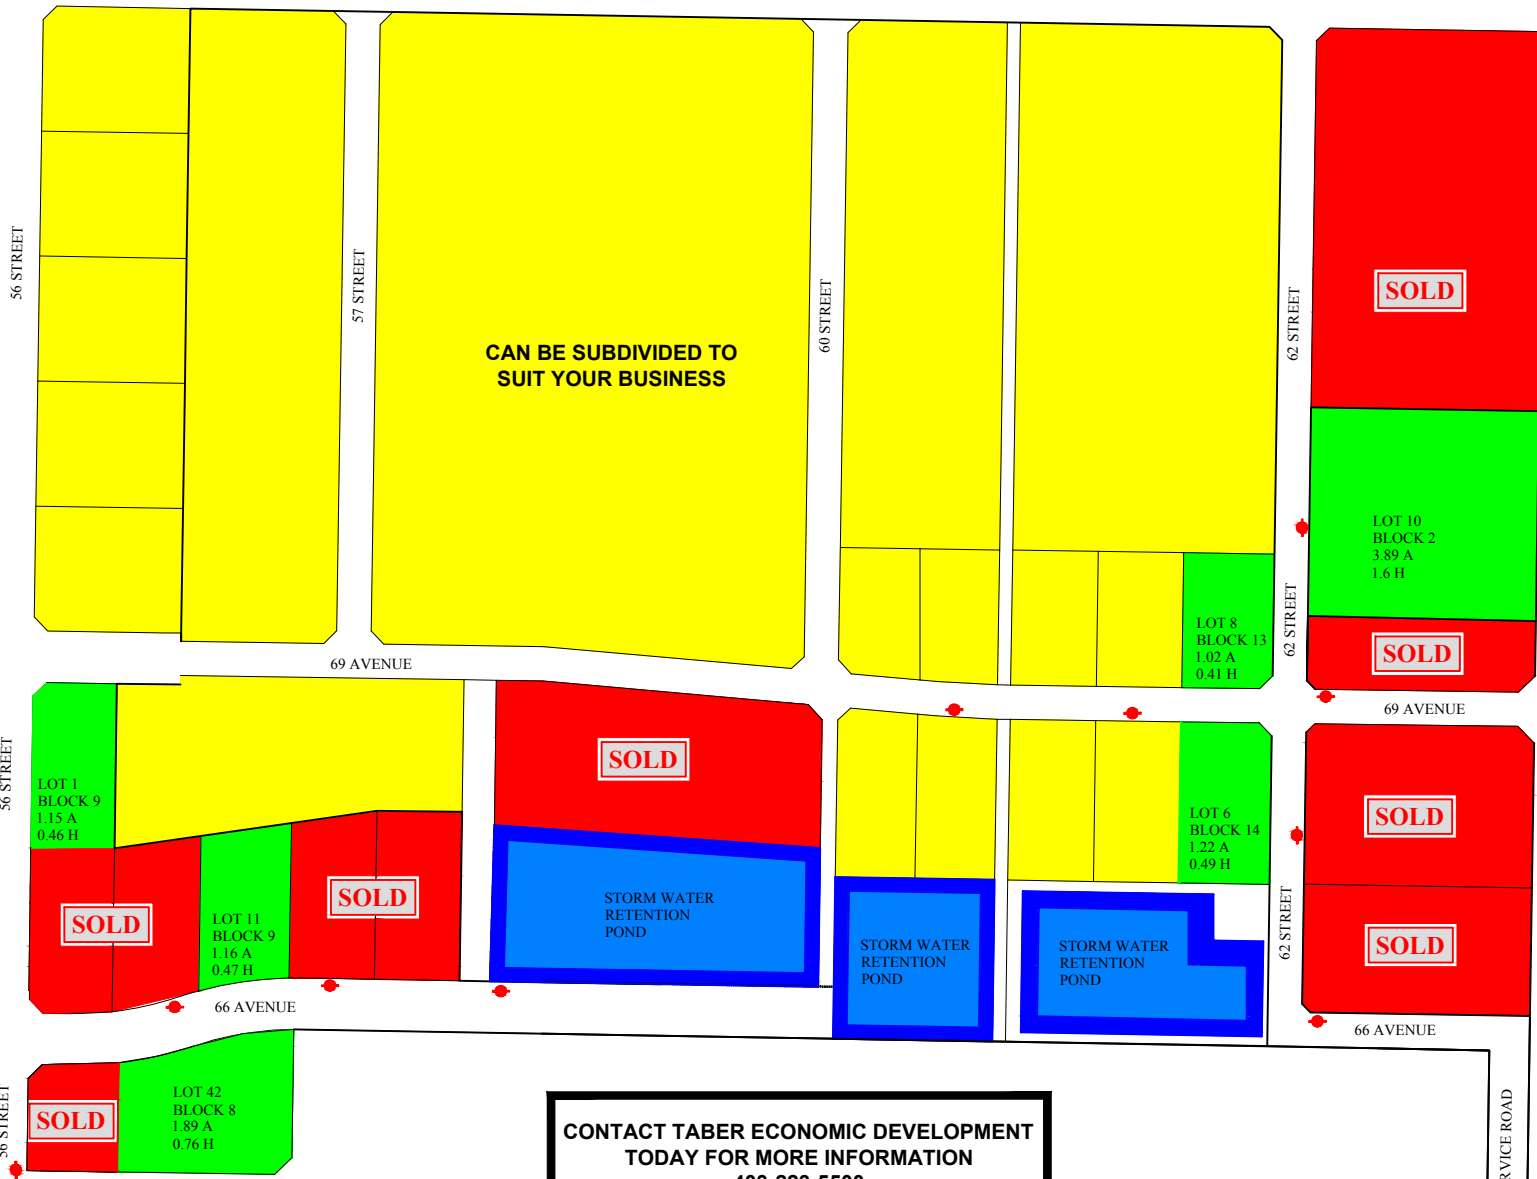 56 STREET
57 STREET
CAN BE SUBDIVIDED TO
SUIT YOUR BUSINESS
60 STREET
62 STREET
SOLD
LOT 10
BLOCK 2
3.89 A
1.6 H
62 STREET
LOT 8
BLOCK 13
1.02 A
0.41 H
SOLD
69 AVENUE
69 AVENUE
56 STREET
LOT 1
BLOCK 9
1.15 A
0.46 H
SOLD
SOLD
LOT 6
BLOCK 14
1.22 A
0.49 H
SOLD
LOT 11
BLOCK 9
1.16 A
0.47 H
SOLD
STORM WATER
RETENTION
POND
STORM WATER
RETENTION
POND
STORM WATER
RETENTION
POND
62 STREET
SOLD
SOLD
66 AVENUE
66 AVENUE
56 STREET
SOLD
LOT 42
BLOCK 8
1.89 A
0.76 H
CONTACT TABER ECONOMIC DEVELOPMENT
TODAY FOR MORE INFORMATION
RVICE ROAD